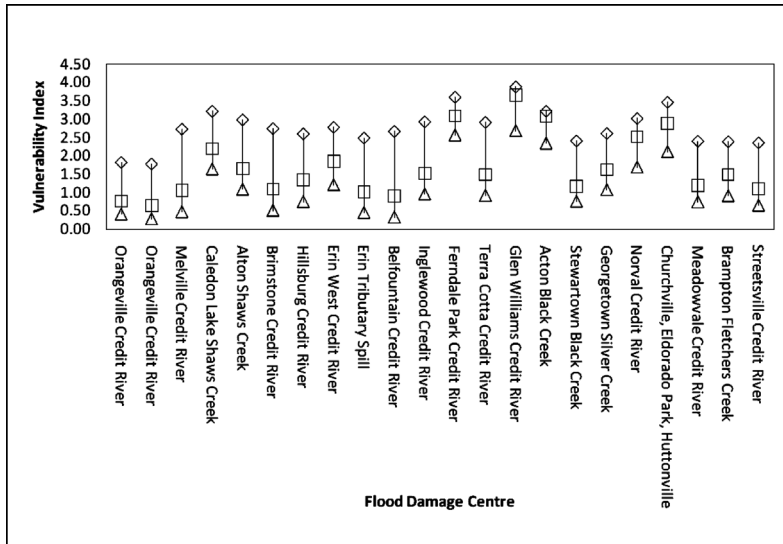 4.50
4.00
3.50
3.00
2.50
2.00
1.50
1.00
0.50
0.00
Vulnerability Index
Orangeville Credit River
Orangeville Credit River
Melville Credit River
Caledon Lake Shaws Creek
Alton Shaws Creek
Brimstone Credit River
Hillsburg Credit River
Erin West Credit River
Erin Tributary Spill
Belfountain Credit River
Inglewood Credit River
Ferndale Park Credit River
Terra Cotta Credit River
Glen Williams Credit River
Acton Black Creek
Stewartown Black Creek
Georgetown Silver Creek
Norval Credit River
Churchville, Eldorado Park, Huttonville
Meadowvale Credit River
Brampton Fletchers Creek
Streetsville Credit River
Flood Damage Centre